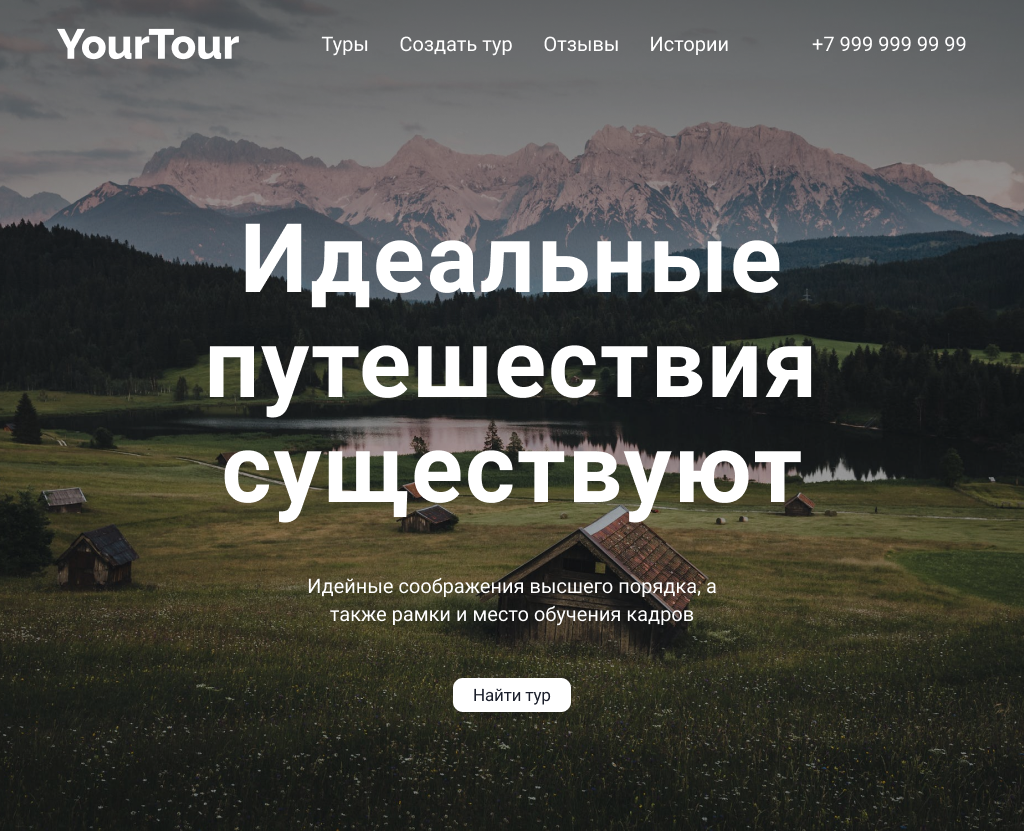 YourTour
Туры Создать тур Отзывы Истории
+7 999 999 99 99
Идеальные
путешествия
существуют
Идейные соображения высшего порядка, а
также рамки и место обучения кадров
Найти тур